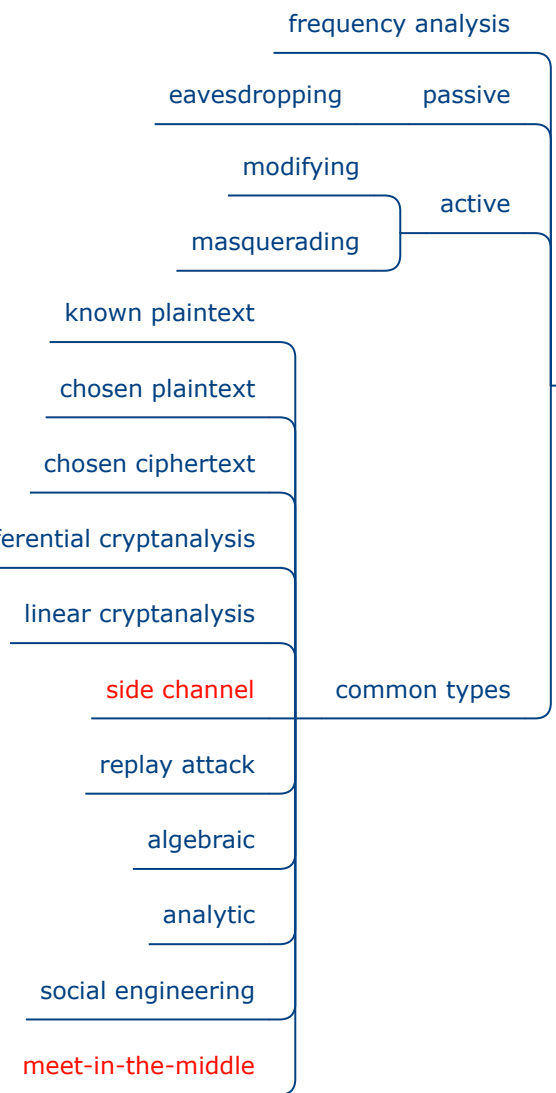 frequency analysis
eavesdropping passive
modifying
active
masquerading
known plaintext
chosen plaintext
chosen ciphertext
ferential cryptanalysis
linear cryptanalysis
side channel common types
replay attack
algebraic
analytic
social engineering
meet-in-the-middle